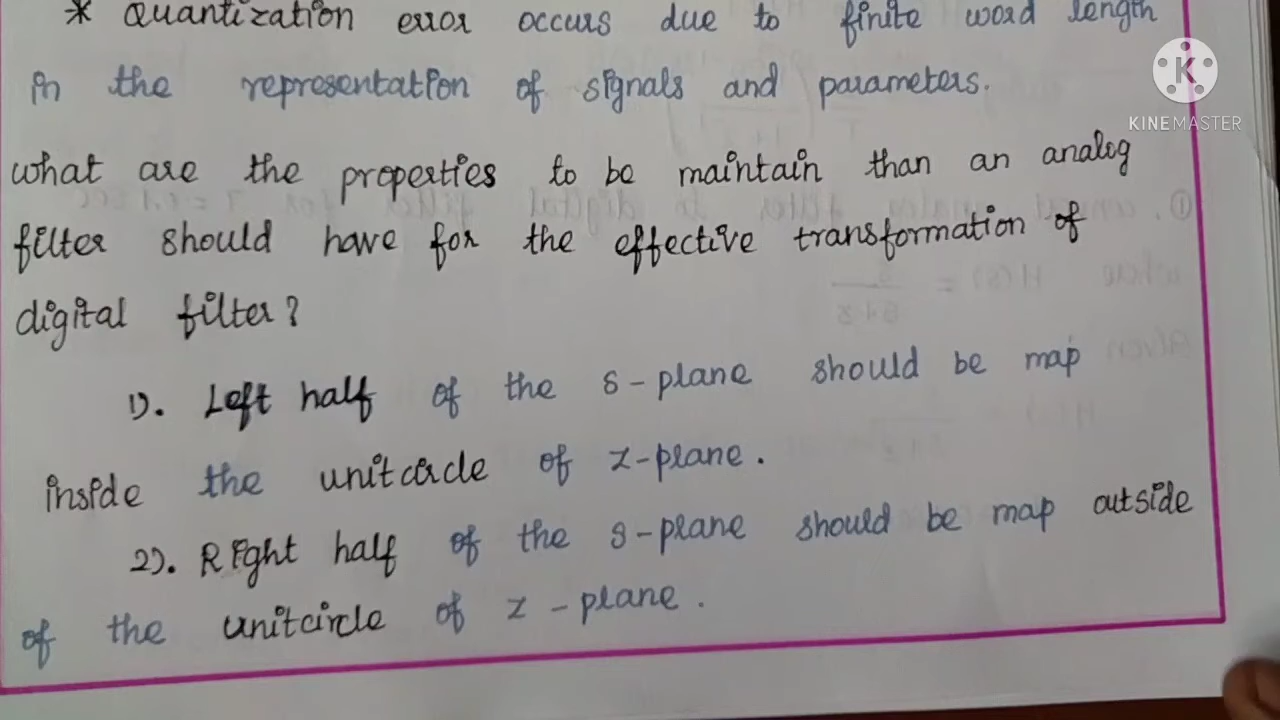 * Quantization error occurs due to finite word length
in the representation of signals and parameters.
K
KINEMASTER
what are the properties to be maintain than an analog
filter should have for the effective transformation of
digital filter?
1). Left half of the s-plane should be map
inside the unitcircle of z-plane.
2). Right half of the s-plane should be map outside
of the unitcircle of z-plane.